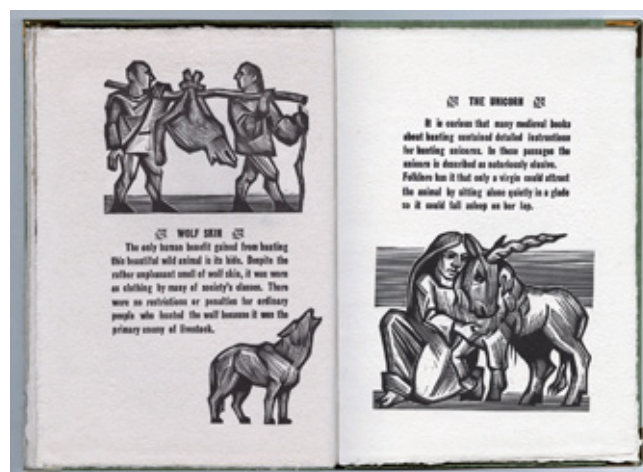 WOLF SKIN
The only human benefit gained from hunting
this beautiful wild animal is its hide. Despite the
rather unpleasant smell of wolf skin, it was worn
as clothing by many of society's classes. There
were no restrictions or penalties for ordinary
people who hunted the wolf because it was the
primary enemy of livestock.
THE UNICORN
It is curious that many medieval books
about hunting contained detailed instructions
for hunting unicorns. In these passages the
unicorn is described as notoriously elusive.
Folklore has it that only a virgin could attract
the animal by sitting alone quietly in a glade
so it could fall asleep on her lap.